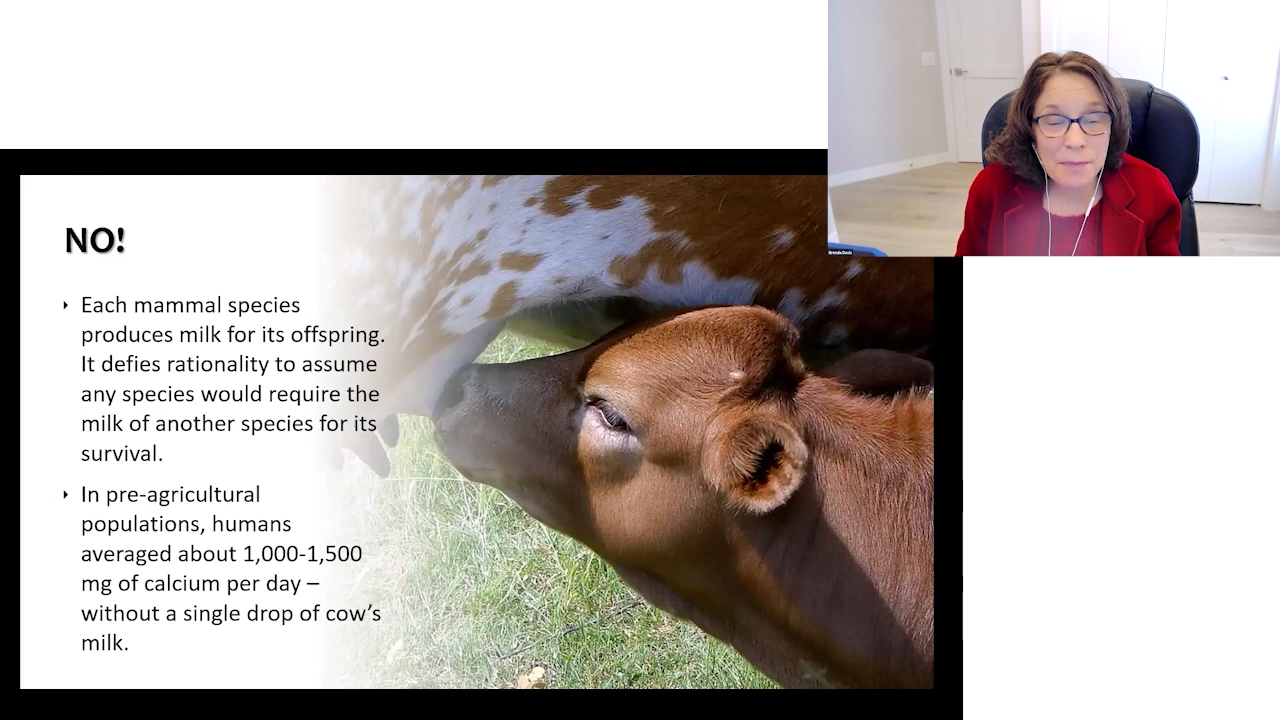 NO!
Each mammal species
produces milk for its offspring.
It defies rationality to assume
any species would require the
milk of another species for its
survival.
In pre-agricultural
populations, humans
averaged about 1,000-1,500
mg of calcium per day –
without a single drop of cow’s
milk.
Brenda Davis